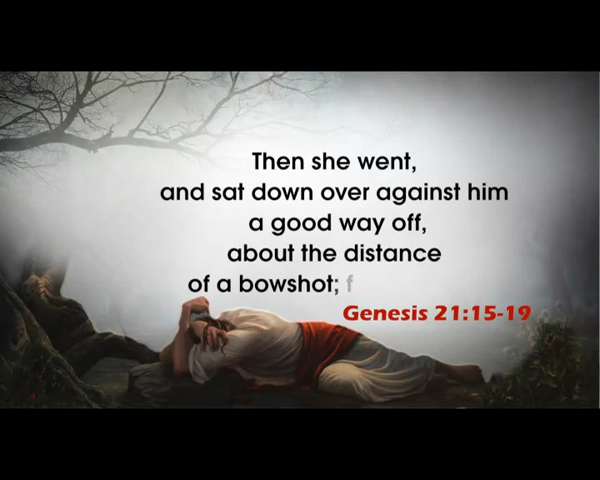 Then she went,
and sat down over against him
a good way off,
about the distance
of a bowshot; f
Genesis 21:15-19